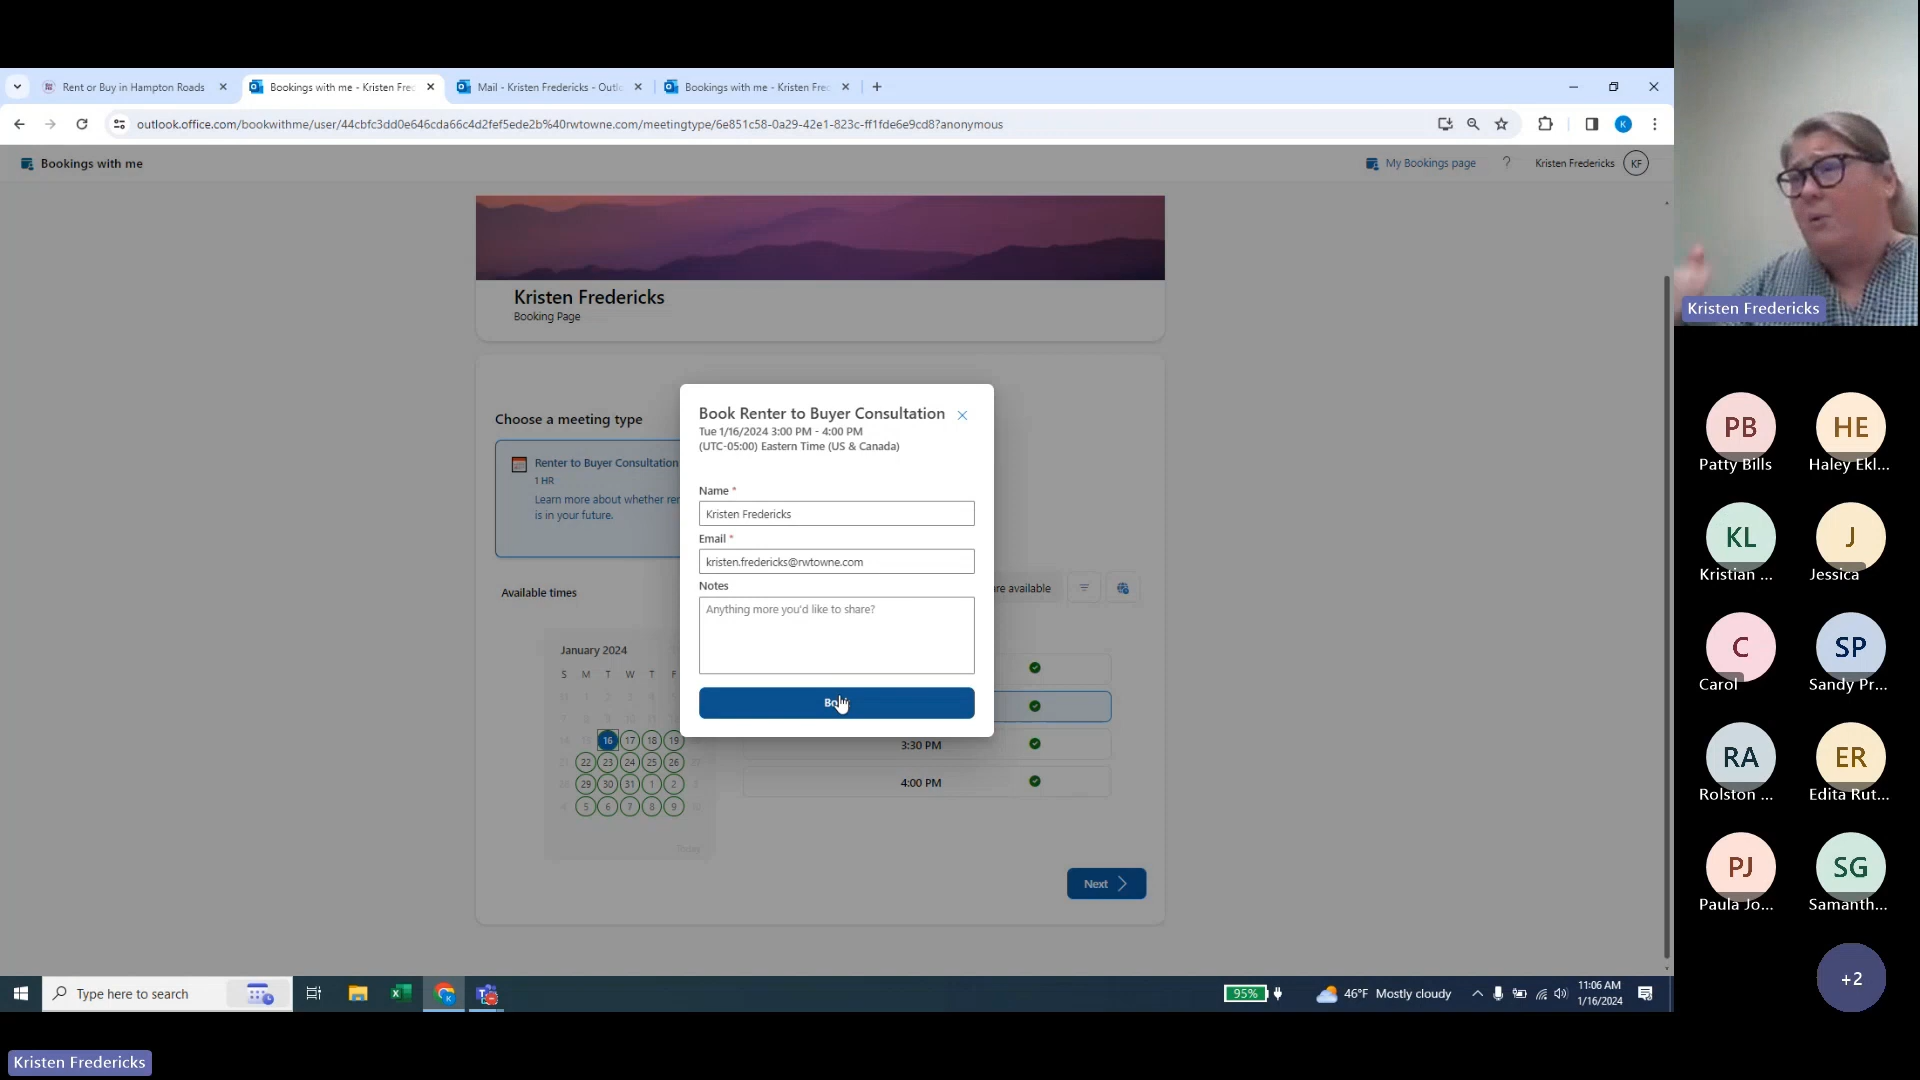 Rent or Buy in Hampton Roads
Bookings with me - Kristen Fre
Mail - Kristen Fredericks - Outlo
Bookings with me - Kristen Fre
outlook.office.com/bookwithme/user/44cbfc3dd0e646cda66c4d2fef5ede2b%40rwtowne.com/meetingtype/6e851c58-0a29-42e1-823c-ff1fde6e9cd8?anonymous
K
Bookings with me
My Bookings page
?
Kristen Fredericks
KF
Kristen Fredericks
Booking Page
Choose a meeting type
Renter to Buyer Consultation
1 HR
Learn more about whether
is in your future.
Available times
are available
January 2024
S M T W T F
16 17 18 19
22 23 24 25 26
29 30 31 1 2
5 6 7 8 9
Today
3:30 PM
4:00 PM
Next
Book Renter to Buyer Consultation
Tue 1/16/2024 3:00 PM - 4:00 PM
(UTC-05:00) Eastern Time (US & Canada)
Name *
Kristen Fredericks
Email *
kristen.fredericks@rwtowne.com
Notes
Anything more you'd like to share?
Type here to search
95%
46°F Mostly cloudy
11:06 AM
1/16/2024
Kristen Fredericks
PB
Patty Bills
HE
Haley Ekl...
KL
Kristian ...
J
Jessica
C
Carol
SP
Sandy Pr...
RA
Rolston ...
ER
Edita Rut...
PJ
Paula Jo...
SG
Samanth...
+2
Kristen Fredericks